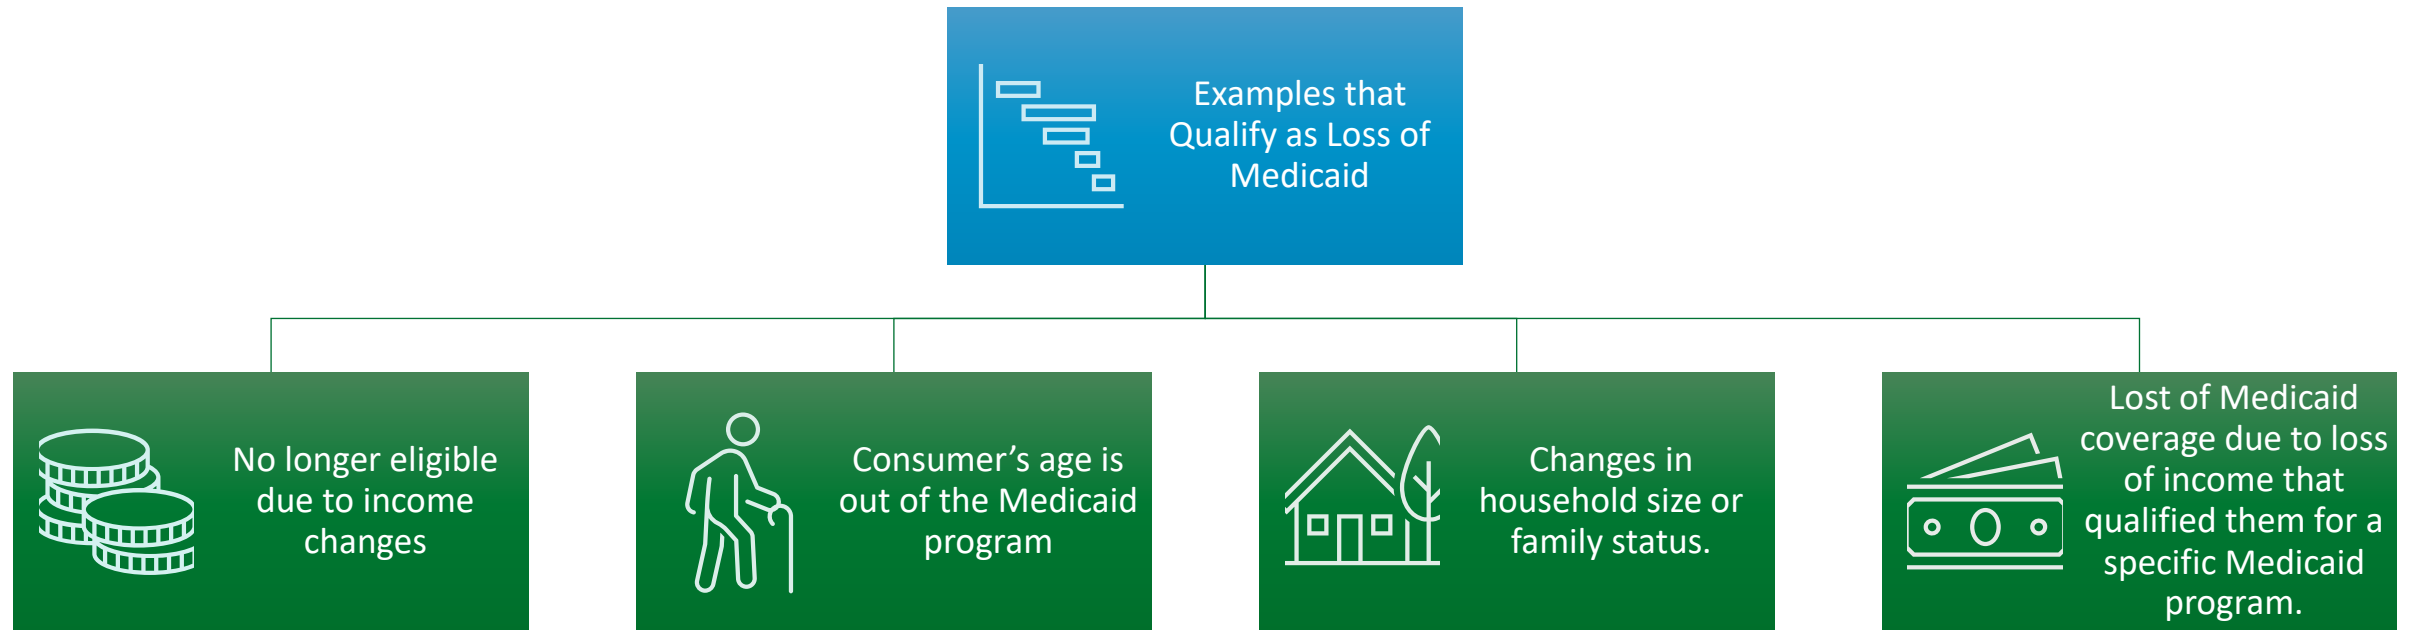 Examples that
Qualify as Loss of
Medicaid
No longer eligible
due to income
changes
Consumer’s age is
out of the Medicaid
program
Changes in
household size or
family status.
Lost of Medicaid
coverage due to loss
of income that
qualified them for a
specific Medicaid
program.